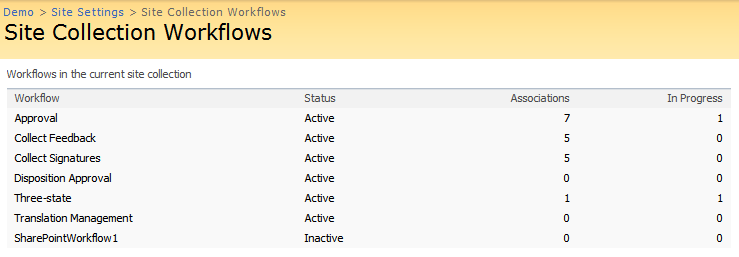 Demo > Site Settings > Site Collection Workflows
Site Collection Workflows
Workflows in the current site collection
Workflow Status Associations In Progress
Approval Active 7 1
Collect Feedback Active 5 0
Collect Signatures Active 5 0
Disposition Approval Active 0 0
Three-state Active 1 1
Translation Management Active 0 0
SharePointWorkflow1 Inactive 0 0